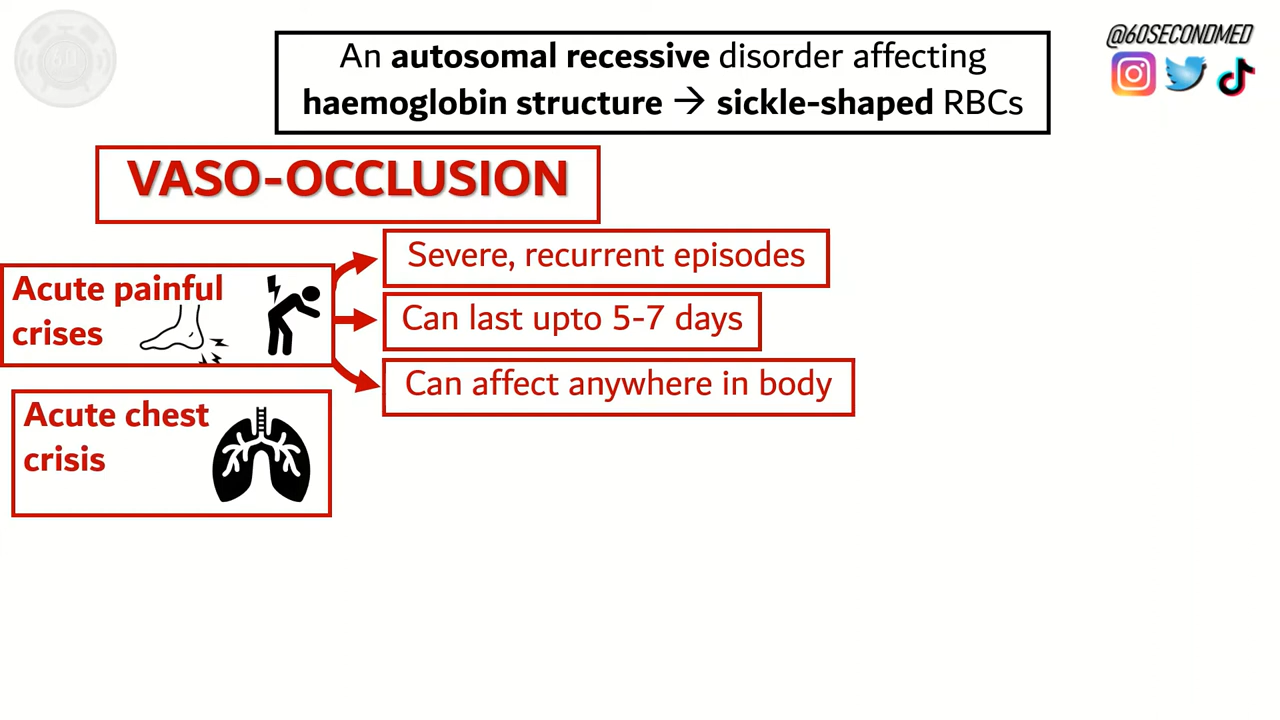 @60SECONDMED
An autosomal recessive disorder affecting
haemoglobin structure → sickle-shaped RBCs
VASO-OCCLUSION
Acute painful
crises
Severe, recurrent episodes
Can last upto 5-7 days
Can affect anywhere in body
Acute chest
crisis
60